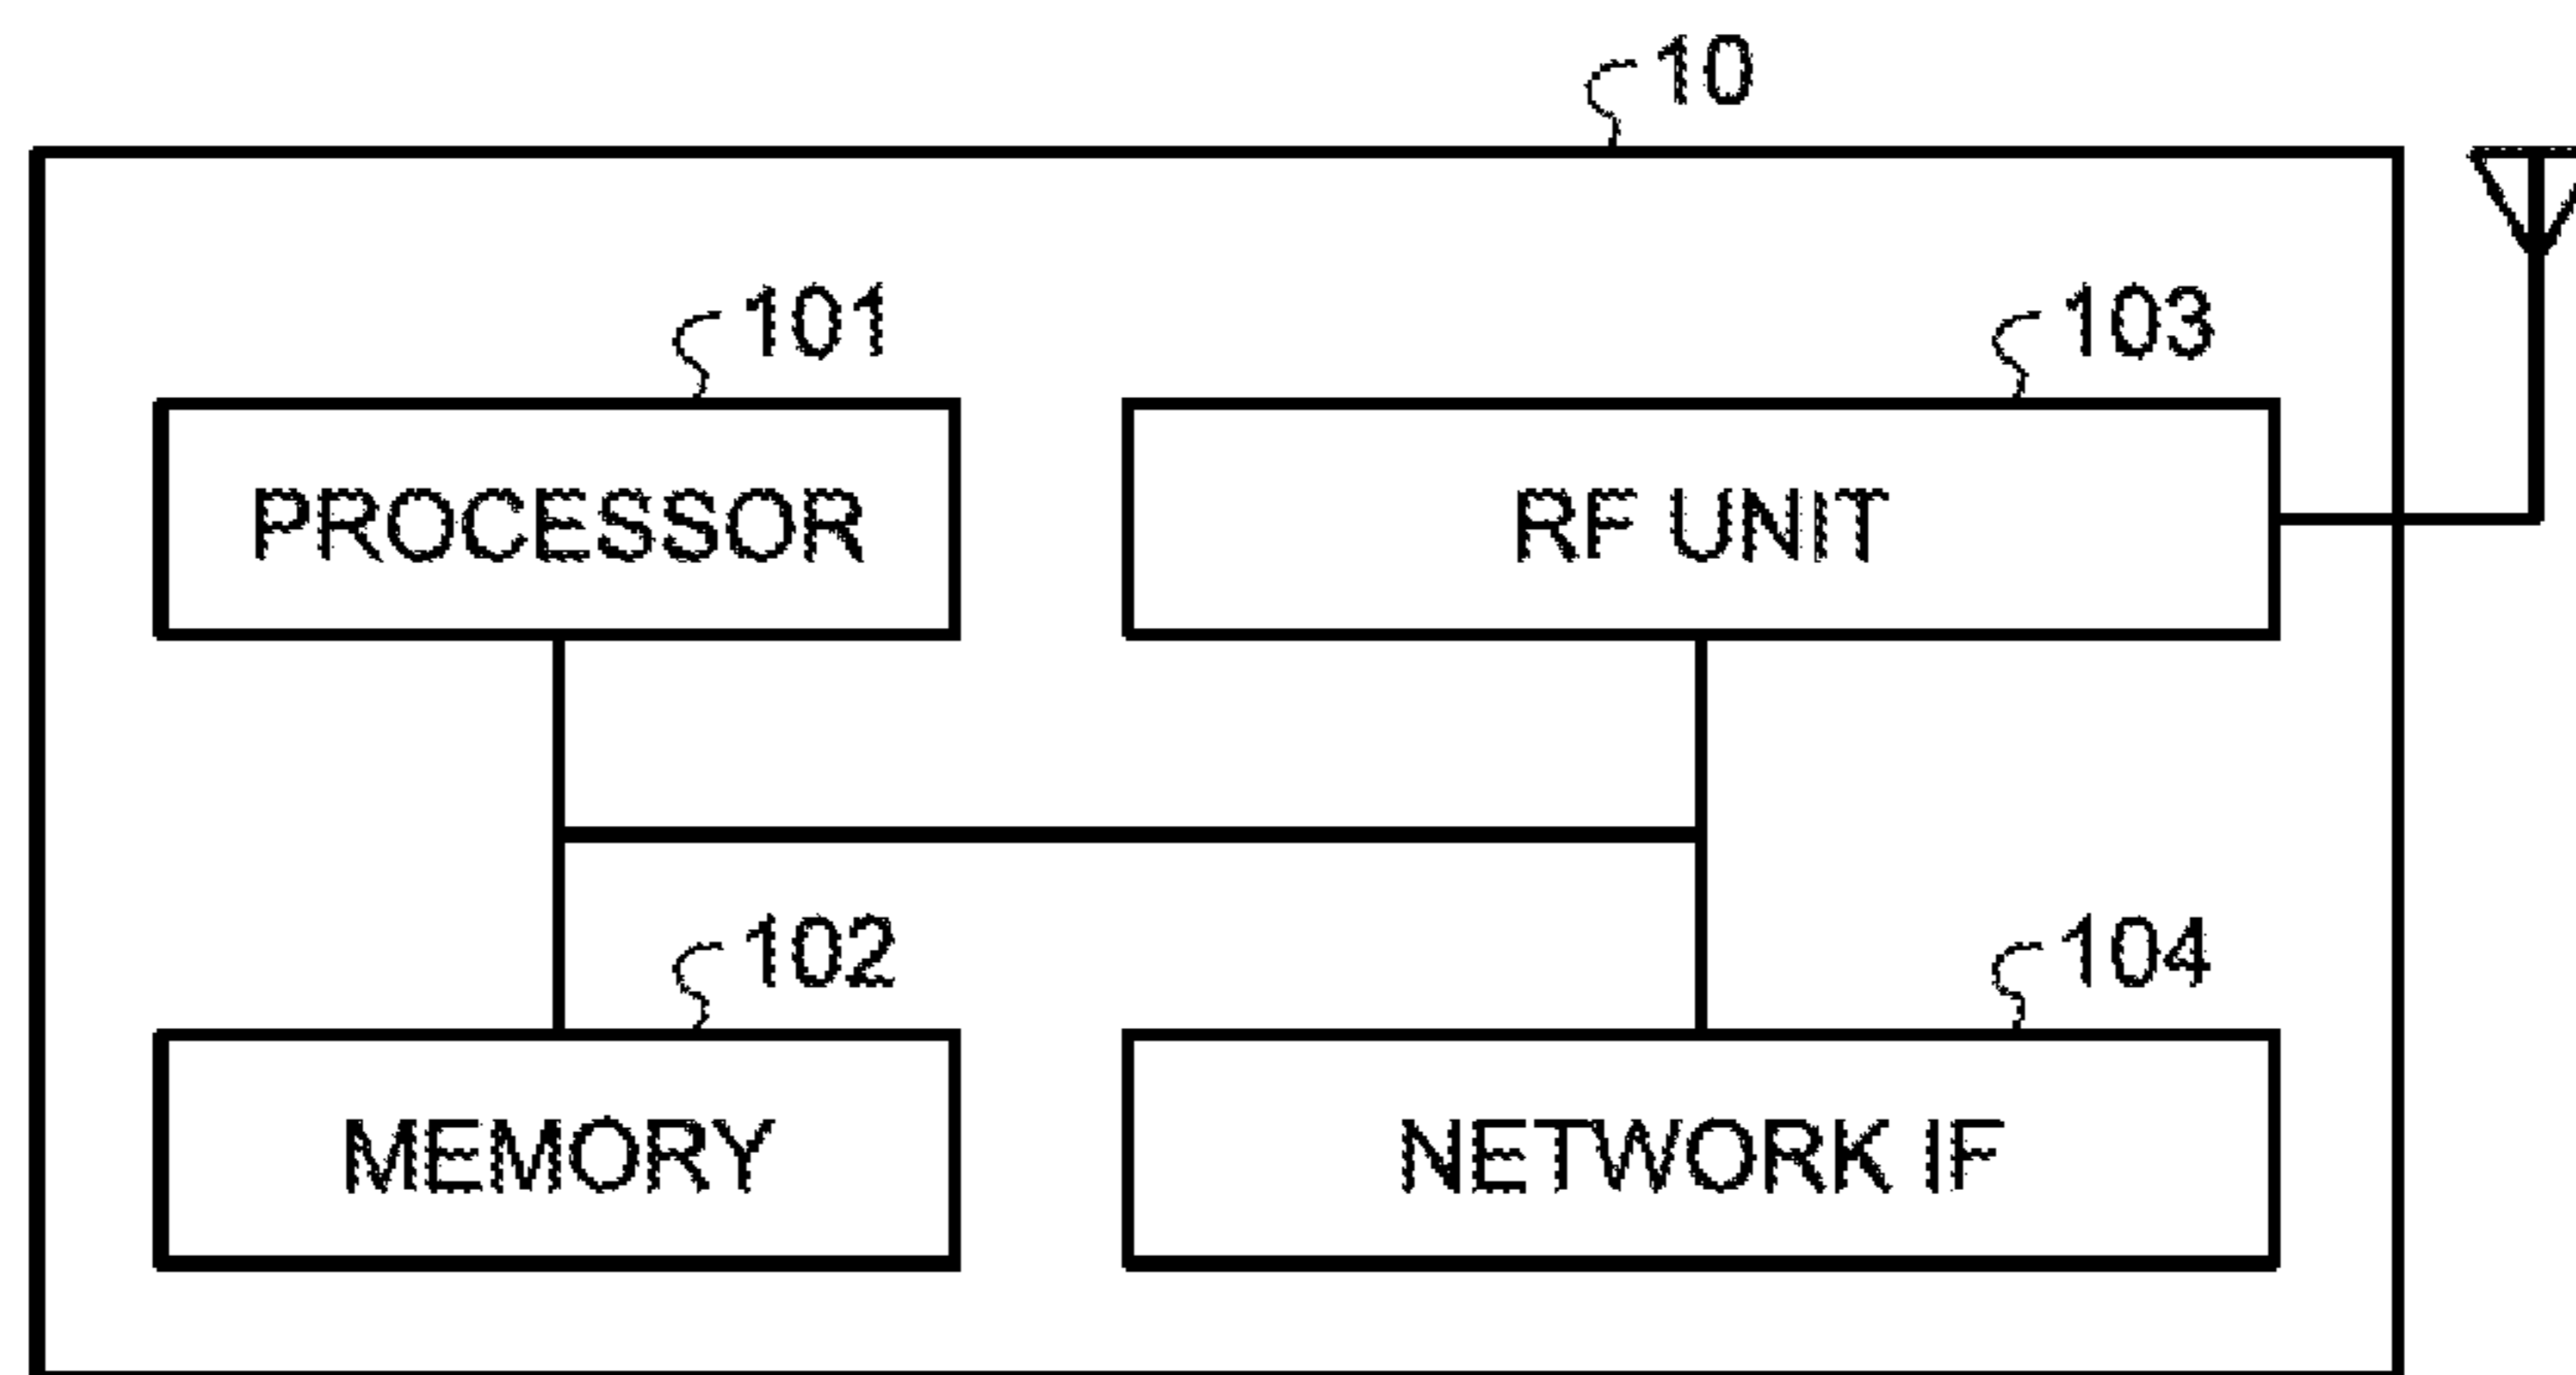 10
101
103
PROCESSOR
RF UNIT
102
104
MEMORY
NETWORK IF